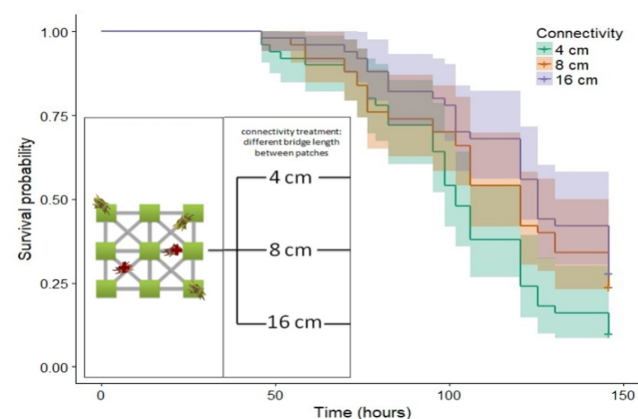 Connectivity
4 cm
8 cm
16 cm
Survival probability
1.00
0.75
0.50
0.25
0.00
connectivity treatment:
different bridge length
between patches
4 cm
8 cm
16 cm
0
50
100
150
Time (hours)